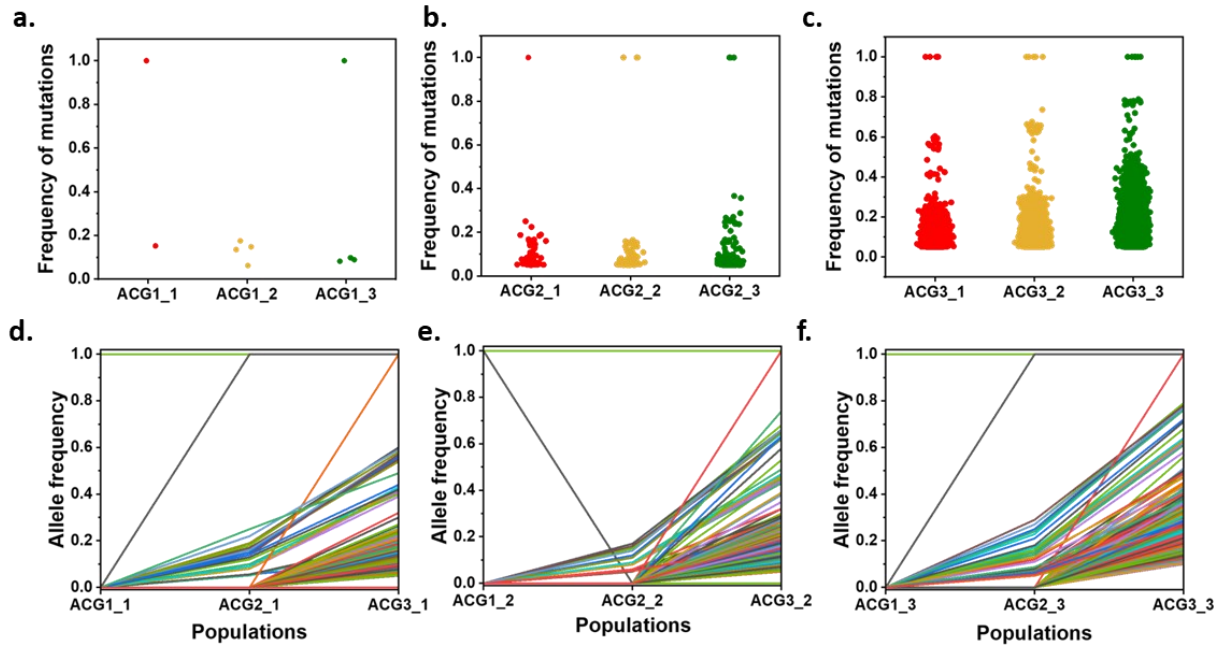 a.
Frequency of mutations
1.0
0.8
0.6
0.4
0.2
0.0
ACG1_1 ACG1_2 ACG1_3
b.
Frequency of mutations
1.0
0.8
0.6
0.4
0.2
0.0
ACG2_1 ACG2_2 ACG2_3
c.
Frequency of mutations
1.0
0.8
0.6
0.4
0.2
0.0
ACG3_1 ACG3_2 ACG3_3
d.
Allele frequency
1.0
0.8
0.6
0.4
0.2
0.0
ACG1_1 ACG2_1 ACG3_1
Populations
e.
Allele frequency
1.0
0.8
0.6
0.4
0.2
0.0
ACG1_2 ACG2_2 ACG3_2
Populations
f.
Allele frequency
1.0
0.8
0.6
0.4
0.2
0.0
ACG1_3 ACG2_3 ACG3_3
Populations